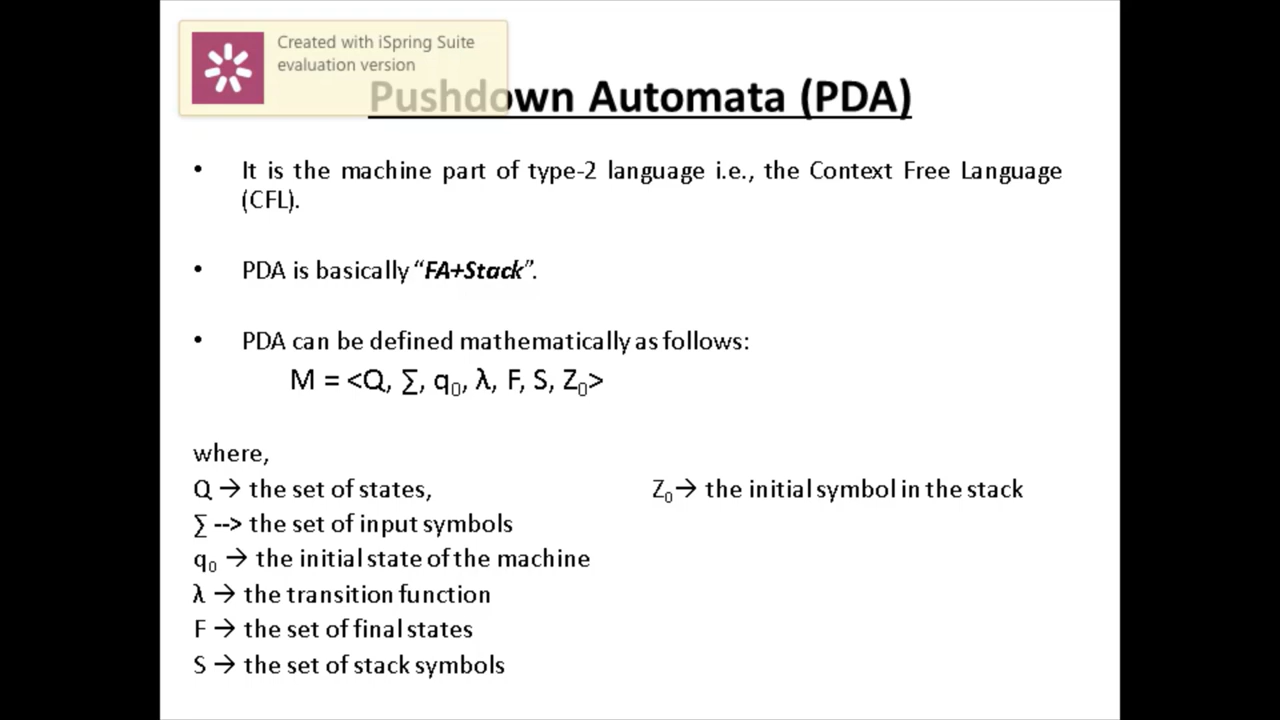 Created with iSpring Suite
evaluation version
Pushdown Automata (PDA)
• It is the machine part of type-2 language i.e., the Context Free Language
(CFL).
• PDA is basically “FA+Stack”.
• PDA can be defined mathematically as follows:
M = <Q, ∑, q₀, λ, F, S, Z₀>
where,
Q → the set of states,
∑ --> the set of input symbols
q₀ → the initial state of the machine
λ → the transition function
F → the set of final states
S → the set of stack symbols
Z₀→ the initial symbol in the stack